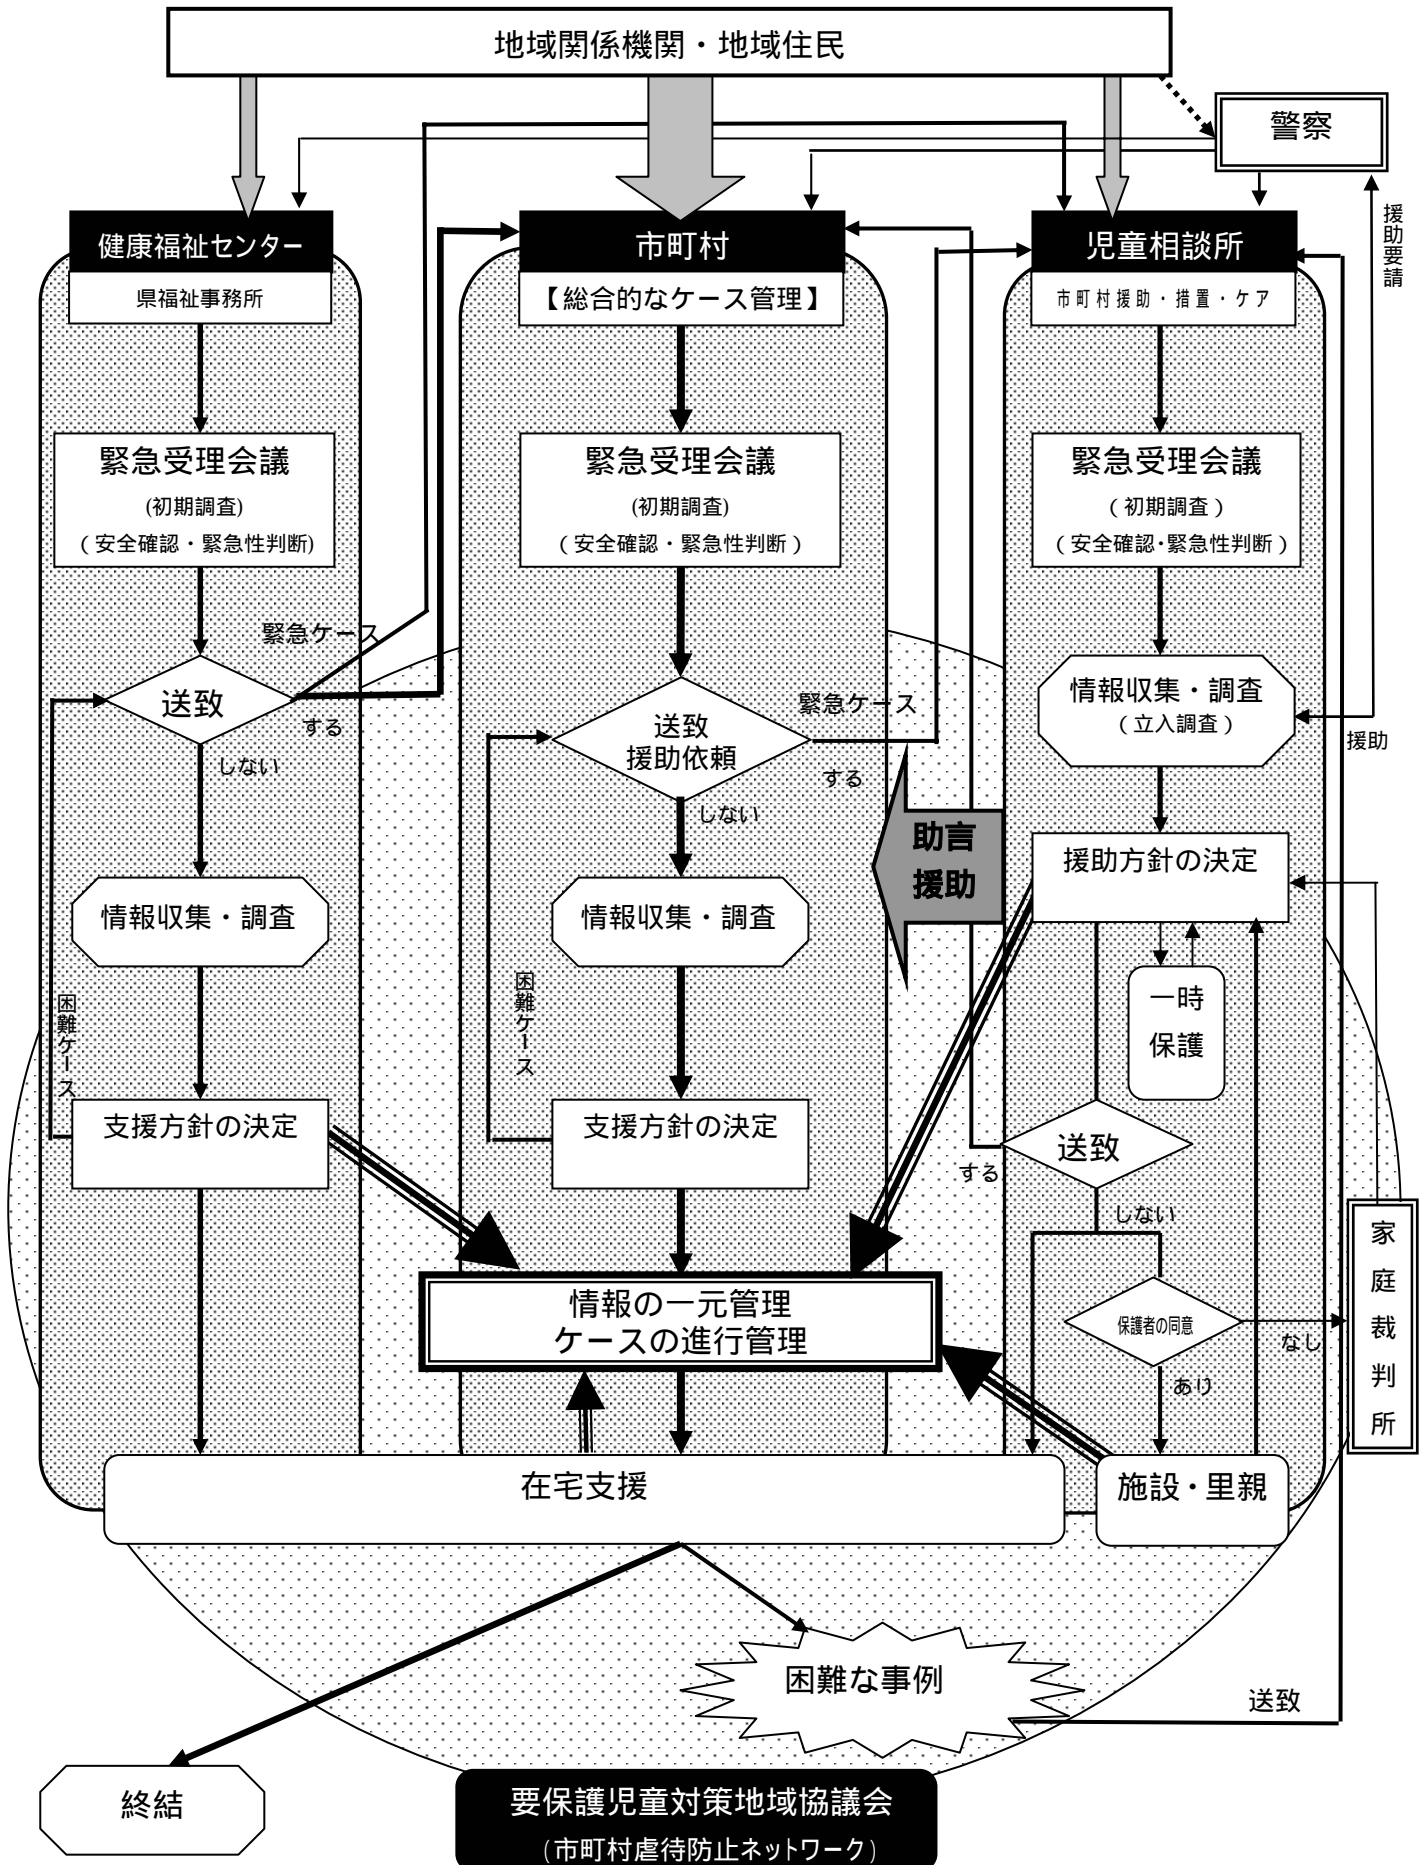 地域関係機関・地域住民
警察
援助要請
健康福祉センター
県福祉事務所
市町村
【総合的なケース管理】
児童相談所
市町村援助・措置・ケア
緊急受理会議
(初期調査)
(安全確認・緊急性判断)
緊急受理会議
(初期調査)
(安全確認・緊急性判断)
緊急受理会議
(初期調査)
(安全確認・緊急性判断)
緊急ケース
送致
する
しない
緊急ケース
送致
援助依頼
する
しない
情報収集・調査
(立入調査)
援助
助言
援助
援助方針の決定
情報収集・調査
情報収集・調査
困難ケース
困難ケース
一時
保護
支援方針の決定
支援方針の決定
送致
する
しない
家庭裁判所
情報の一元管理
ケースの進行管理
保護者の同意
なし
あり
在宅支援
施設・里親
困難な事例
送致
終結
要保護児童対策地域協議会
(市町村虐待防止ネットワーク)